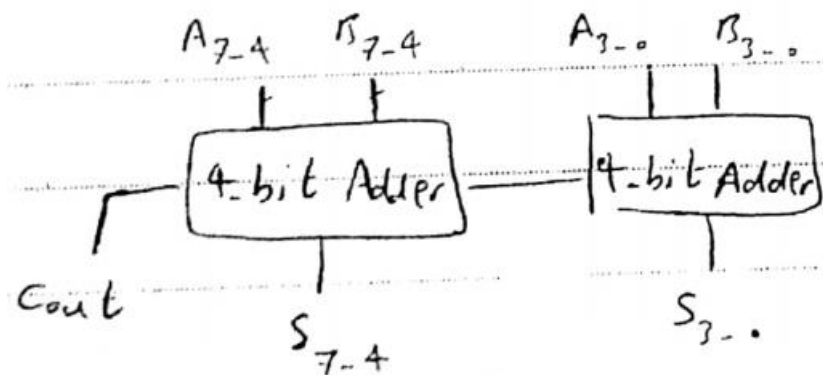 A7-4 B7-4 A3-0 B3-0
4-bit Adder 4-bit Adder
Cout
S7-4 S3-0